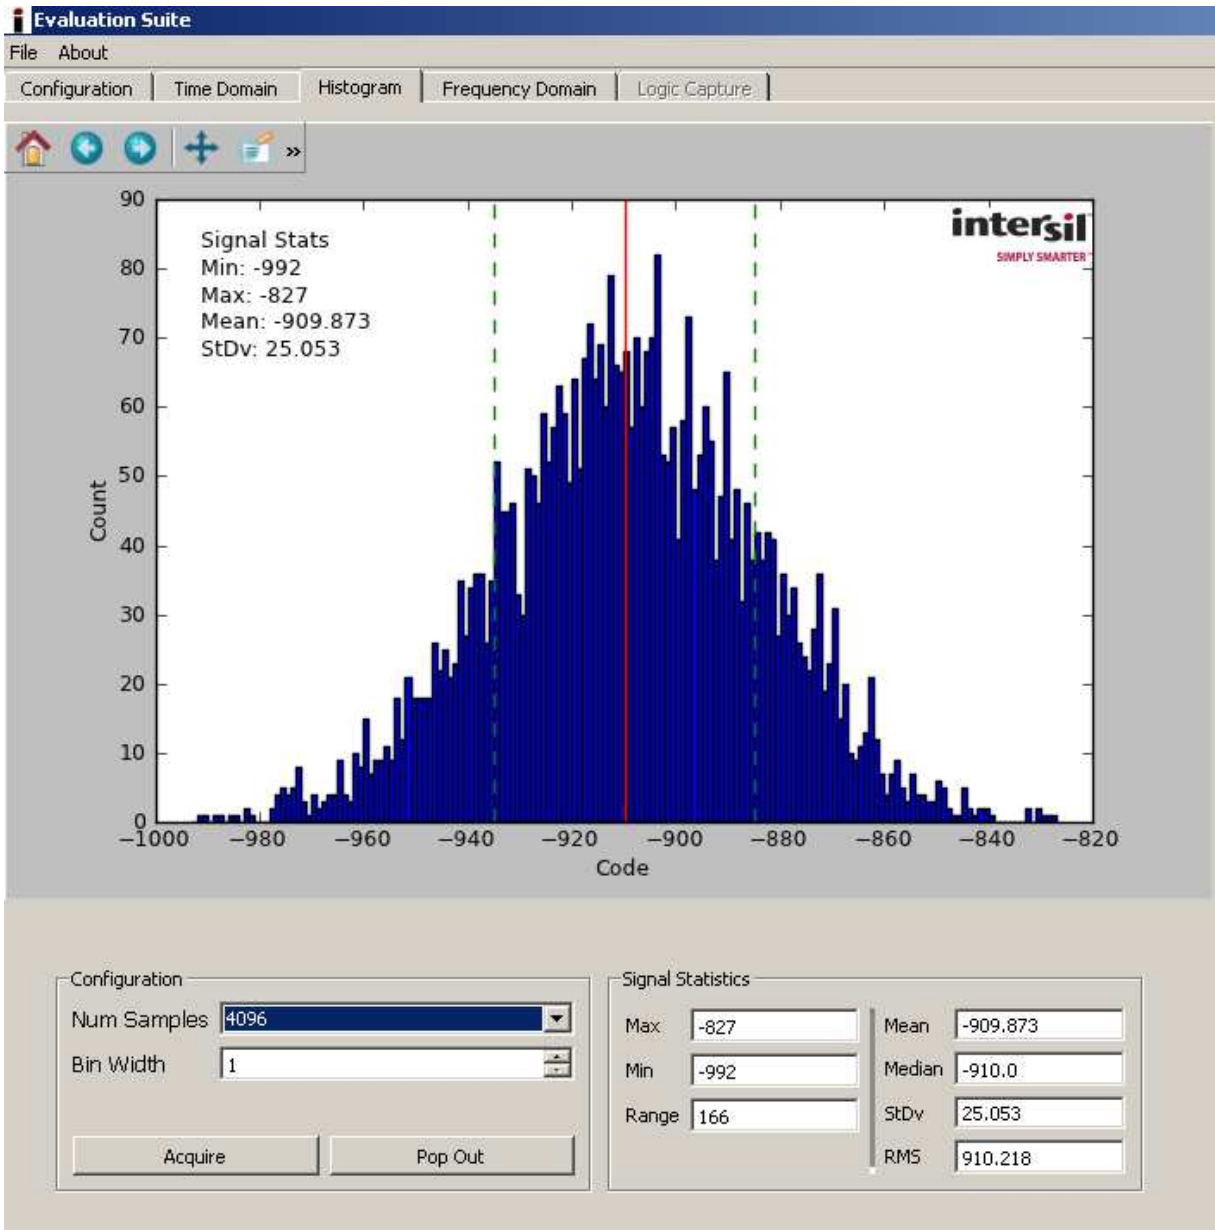 Evaluation Suite
File About
Configuration Time Domain Histogram Frequency Domain Logic Capture
»
intersil
SIMPLY SMARTER™
Signal Stats
Min: -992
Max: -827
Mean: -909.873
StDv: 25.053
90
80
70
60
50
40
30
20
10
0
Count
−1000 −980 −960 −940 −920 −900 −880 −860 −840 −820
Code
Configuration
Num Samples 4096
Bin Width 1
Acquire Pop Out
Signal Statistics
Max -827 Mean -909.873
Min -992 Median -910.0
Range 166 StDv 25.053
RMS 910.218